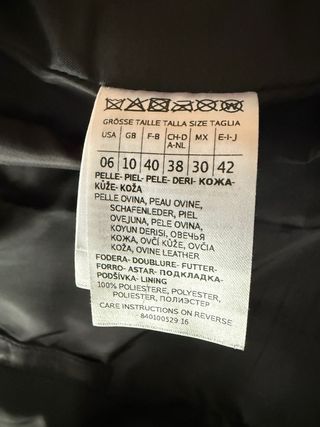 GRÖSSE TAILLE TALLA SIZE TAGLIA
USA GB F-B CH-D A-NL MX E-I-J
06 10 40 38 30 42
PELLE- PIEL- PELE- DERI- КОЖА-
KŮŽE- KOŽA
PELLE OVINA, PEAU OVINE,
SCHAFENLEDER, PIEL
OVEJUNA, PELE OVINA,
KOYUN DERISI, ОВЕЧЬЯ
КОЖА, OVČÍ KŮŽE, OVČIA
KOŽA, OVINE LEATHER
FODERA- DOUBLURE- FUTTER-
FORRO- ASTAR- ПОДКЛАДКА-
PODŠÍVKA- LINING
100% POLIESTERE, POLYESTER,
POLIESTER, ПОЛИЭСТЕР
CARE INSTRUCTIONS ON REVERSE
840100529 16